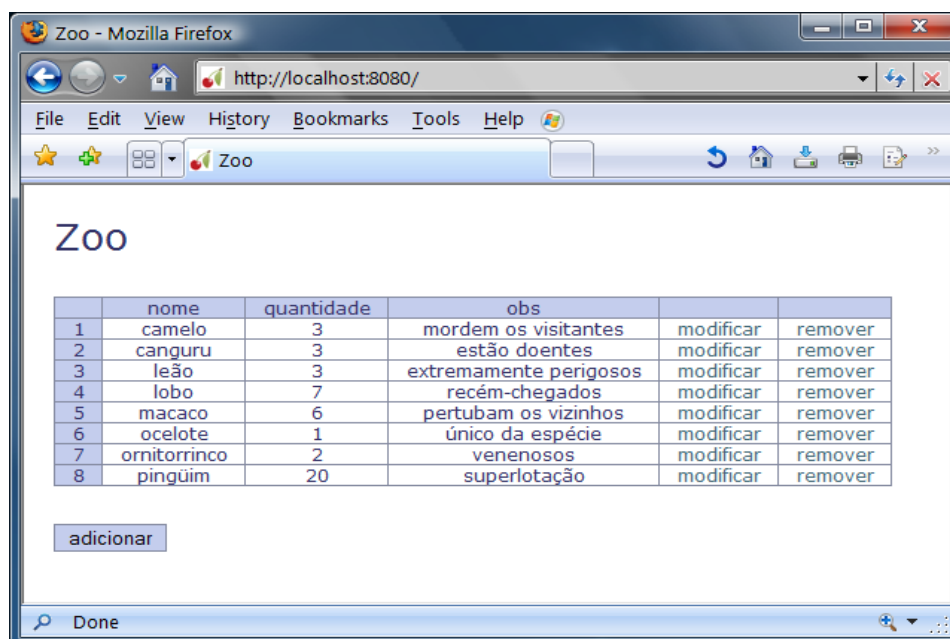 Zoo - Mozilla Firefox
http://localhost:8080/
File Edit View History Bookmarks Tools Help
Zoo
Zoo
nome quantidade obs
1 camelo 3 mordem os visitantes modificar remover
2 canguru 3 estão doentes modificar remover
3 leão 3 extremamente perigosos modificar remover
4 lobo 7 recém-chegados modificar remover
5 macaco 6 pertubam os vizinhos modificar remover
6 ocelote 1 único da espécie modificar remover
7 ornitorrinco 2 venenosos modificar remover
8 pingüim 20 superlotação modificar remover
adicionar
Done